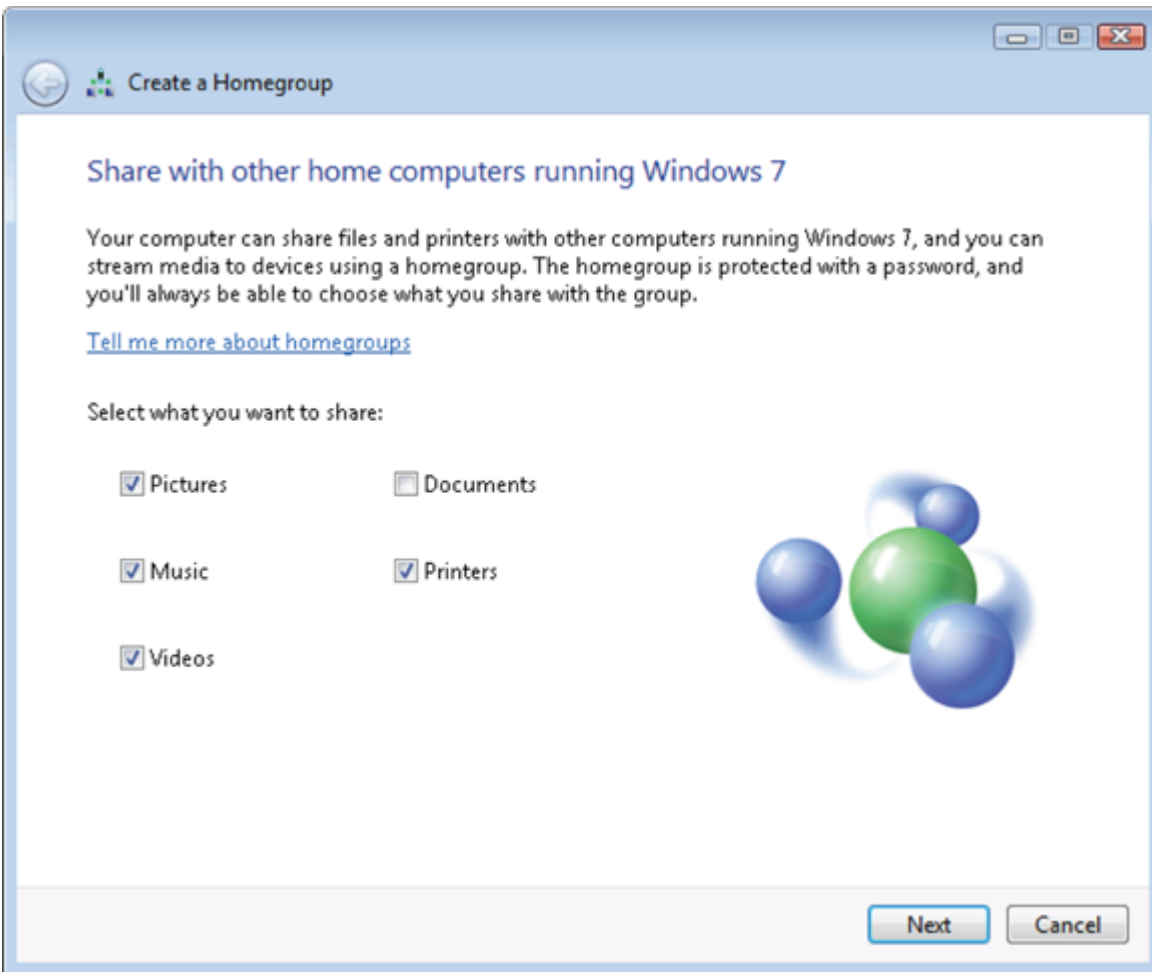 Create a Homegroup
Share with other home computers running Windows 7
Your computer can share files and printers with other computers running Windows 7, and you can
stream media to devices using a homegroup. The homegroup is protected with a password, and
you'll always be able to choose what you share with the group.
Tell me more about homegroups
Select what you want to share:
Pictures
Documents
Music
Printers
Videos
Next
Cancel